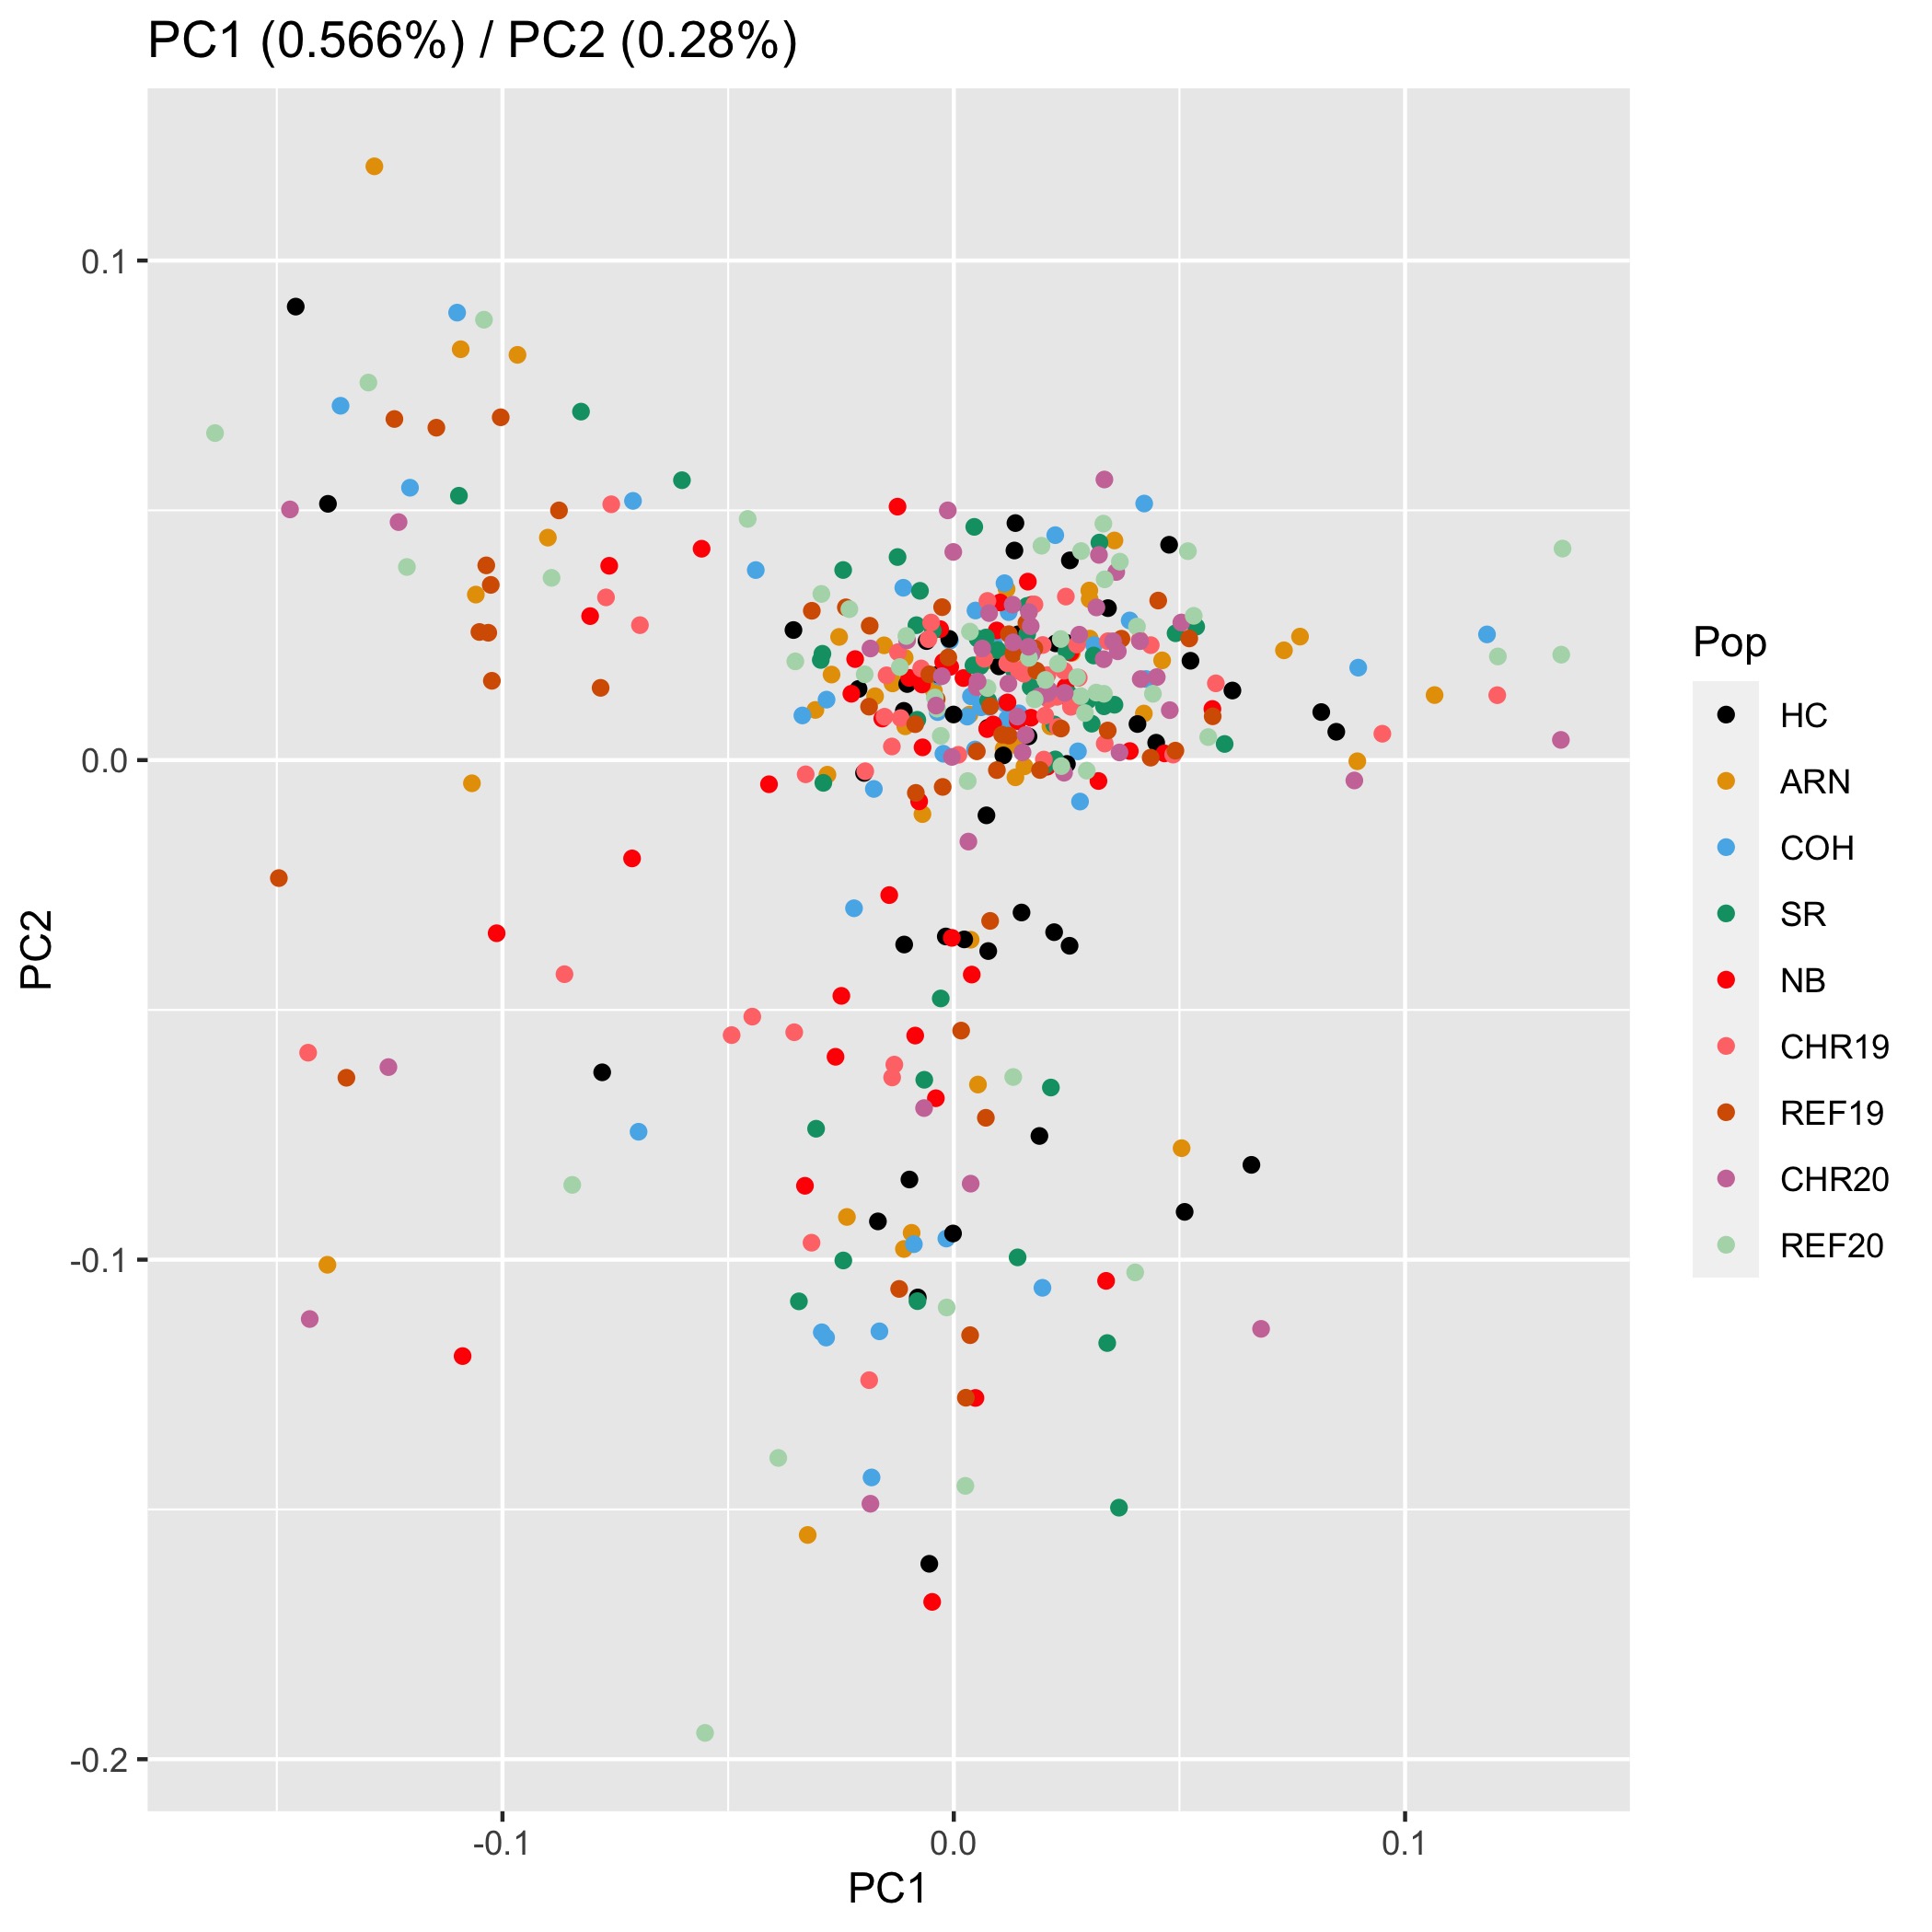 PC1 (0.566%) / PC2 (0.28%)
0.1
0.0
-0.1
-0.2
PC2
-0.1
0.0
0.1
PC1
Pop
HC
ARN
COH
SR
NB
CHR19
REF19
CHR20
REF20